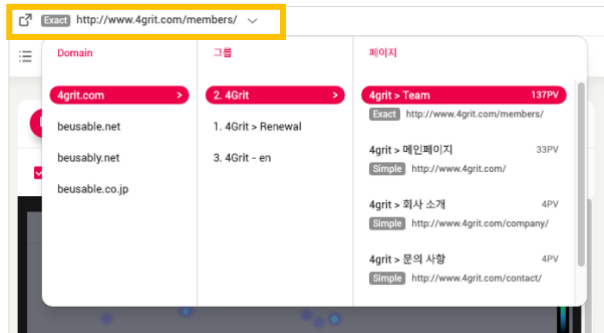 Exact http://www.4grit.com/members/
Domain 그룹 페이지
4grit.com > 2. 4Grit > 4grit > Team 137PV
Exact http://www.4grit.com/members/
beusable.net 1. 4Grit > Renewal
4grit > 메인페이지 33PV
beusably.net 3. 4Grit - en
Simple http://www.4grit.com/
beusable.co.jp
4grit > 회사 소개 4PV
Simple http://www.4grit.com/company/
4grit > 문의 사항 4PV
Simple http://www.4grit.com/contact/